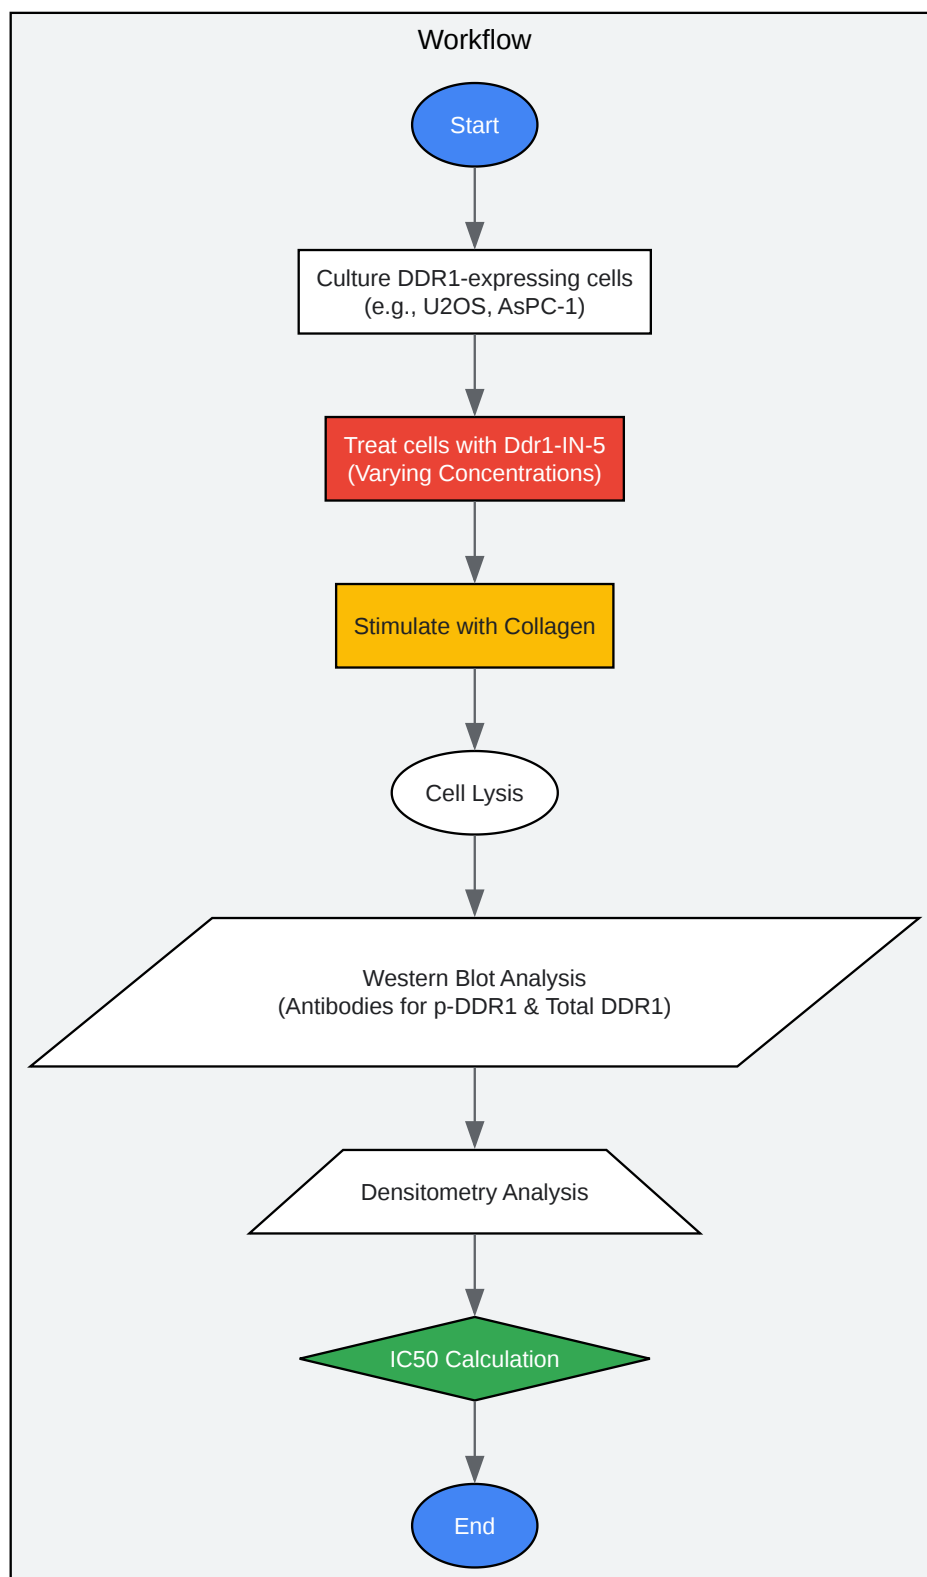 Workflow
Start
Culture DDR1-expressing cells
(e.g., U2OS, AsPC-1)
Treat cells with Ddr1-IN-5
(Varying Concentrations)
Stimulate with Collagen
Cell Lysis
Western Blot Analysis
(Antibodies for p-DDR1 & Total DDR1)
Densitometry Analysis
IC50 Calculation
End